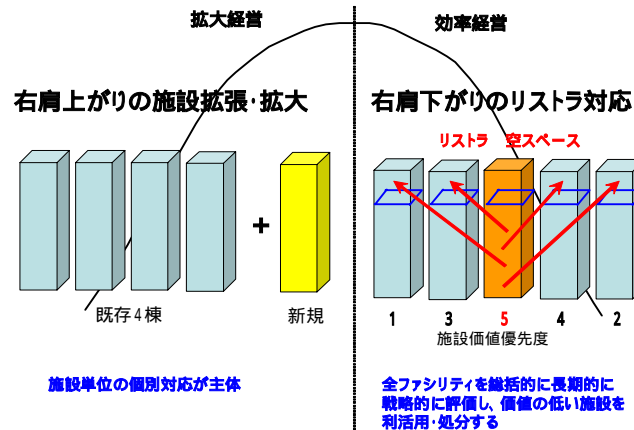 拡大経営
右肩上がりの施設拡張・拡大
+
既存4棟
新規
施設単位の個別対応が主体
効率経営
右肩下がりのリストラ対応
リストラ 空スペース
1 3 5 4 2
施設価値優先度
全ファシリティを総括的に長期的に
戦略的に評価し、価値の低い施設を
利活用・処分する